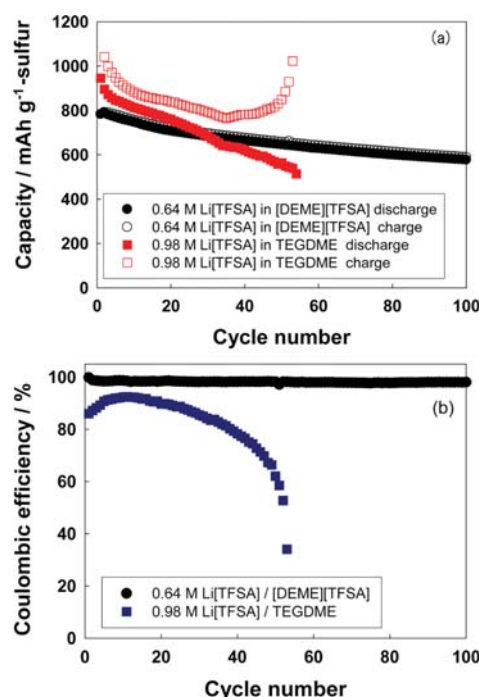 (a)
Capacity / mAh g-1-sulfur
1200
1000
800
600
400
200
0
0.64 M Li[TFSA] in [DEME][TFSA] discharge
0.64 M Li[TFSA] in [DEME][TFSA] charge
0.98 M Li[TFSA] in TEGDME discharge
0.98 M Li[TFSA] in TEGDME charge
0 20 40 60 80 100
Cycle number
(b)
Coulombic efficiency / %
100
80
60
40
20
0
0.64 M Li[TFSA] / [DEME][TFSA]
0.98 M Li[TFSA] / TEGDME
0 20 40 60 80 100
Cycle number